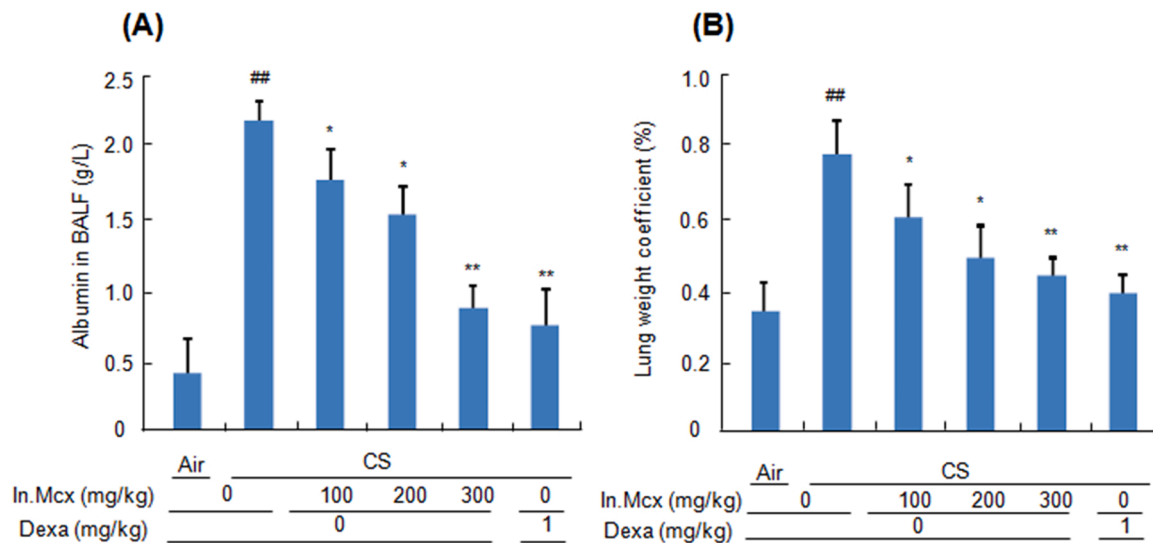 (A)
Albumin in BALF (g/L)
2.5
2.0
1.5
1.0
0.5
0
##
*
*
**
**
Air CS
In.Mcx (mg/kg) 0 100 200 300 0
Dexa (mg/kg) 0 1
(B)
Lung weight coefficient (%)
1.0
0.8
0.6
0.4
0.2
0
##
*
*
**
**
Air CS
In.Mcx (mg/kg) 0 100 200 300 0
Dexa (mg/kg) 0 1